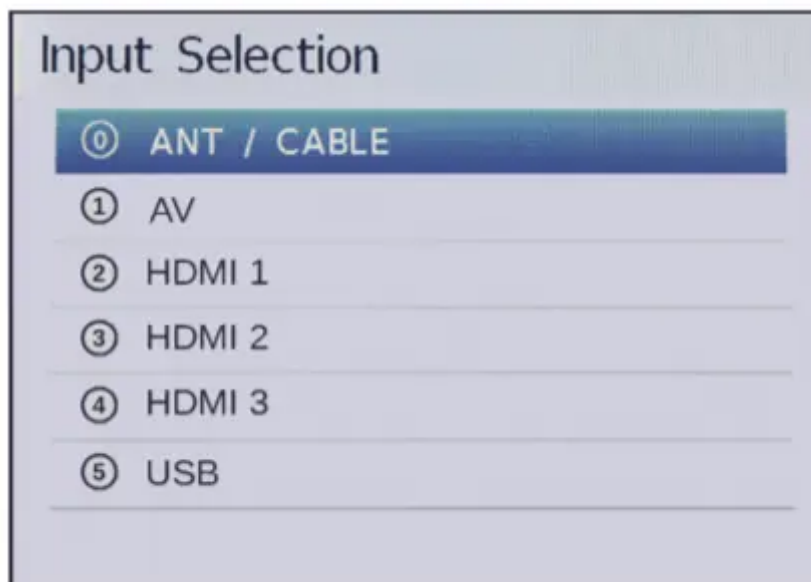 Input Selection
⓪ ANT / CABLE
① AV
② HDMI 1
③ HDMI 2
④ HDMI 3
⑤ USB